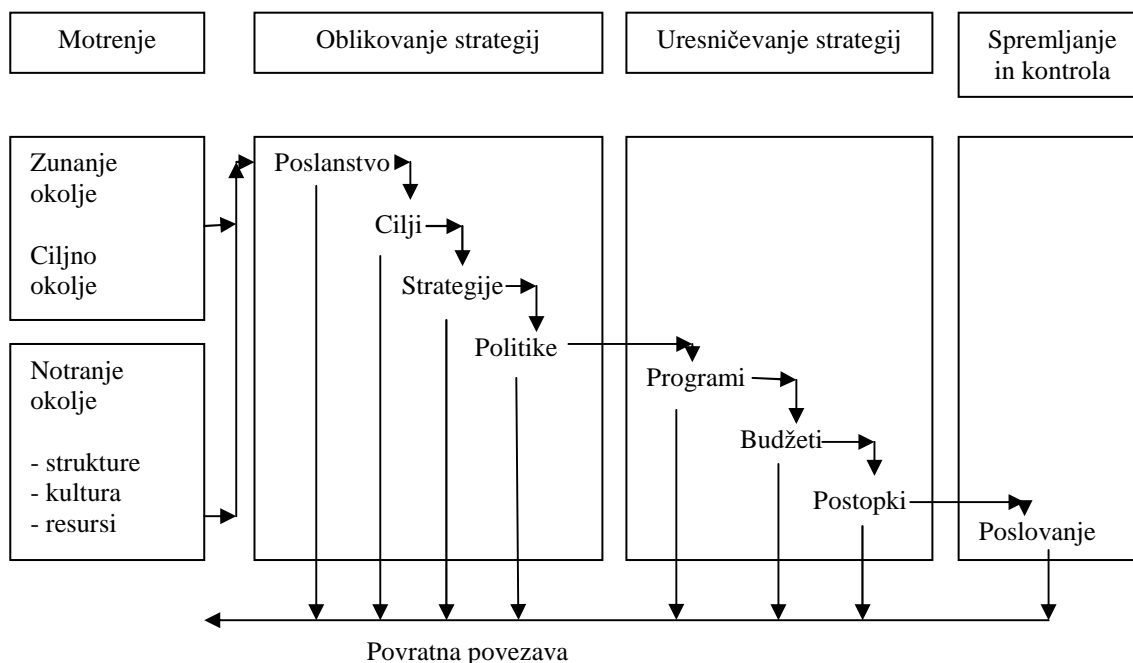 Motrenje
Oblikovanje strategij
Uresničevanje strategij
Spremljanje
in kontrola
Zunanje
okolje
Ciljno
okolje
Notranje
okolje
- strukture
- kultura
- resursi
Poslanstvo
Cilji
Strategije
Politike
Programi
Budžeti
Postopki
Poslovanje
Povratna povezava